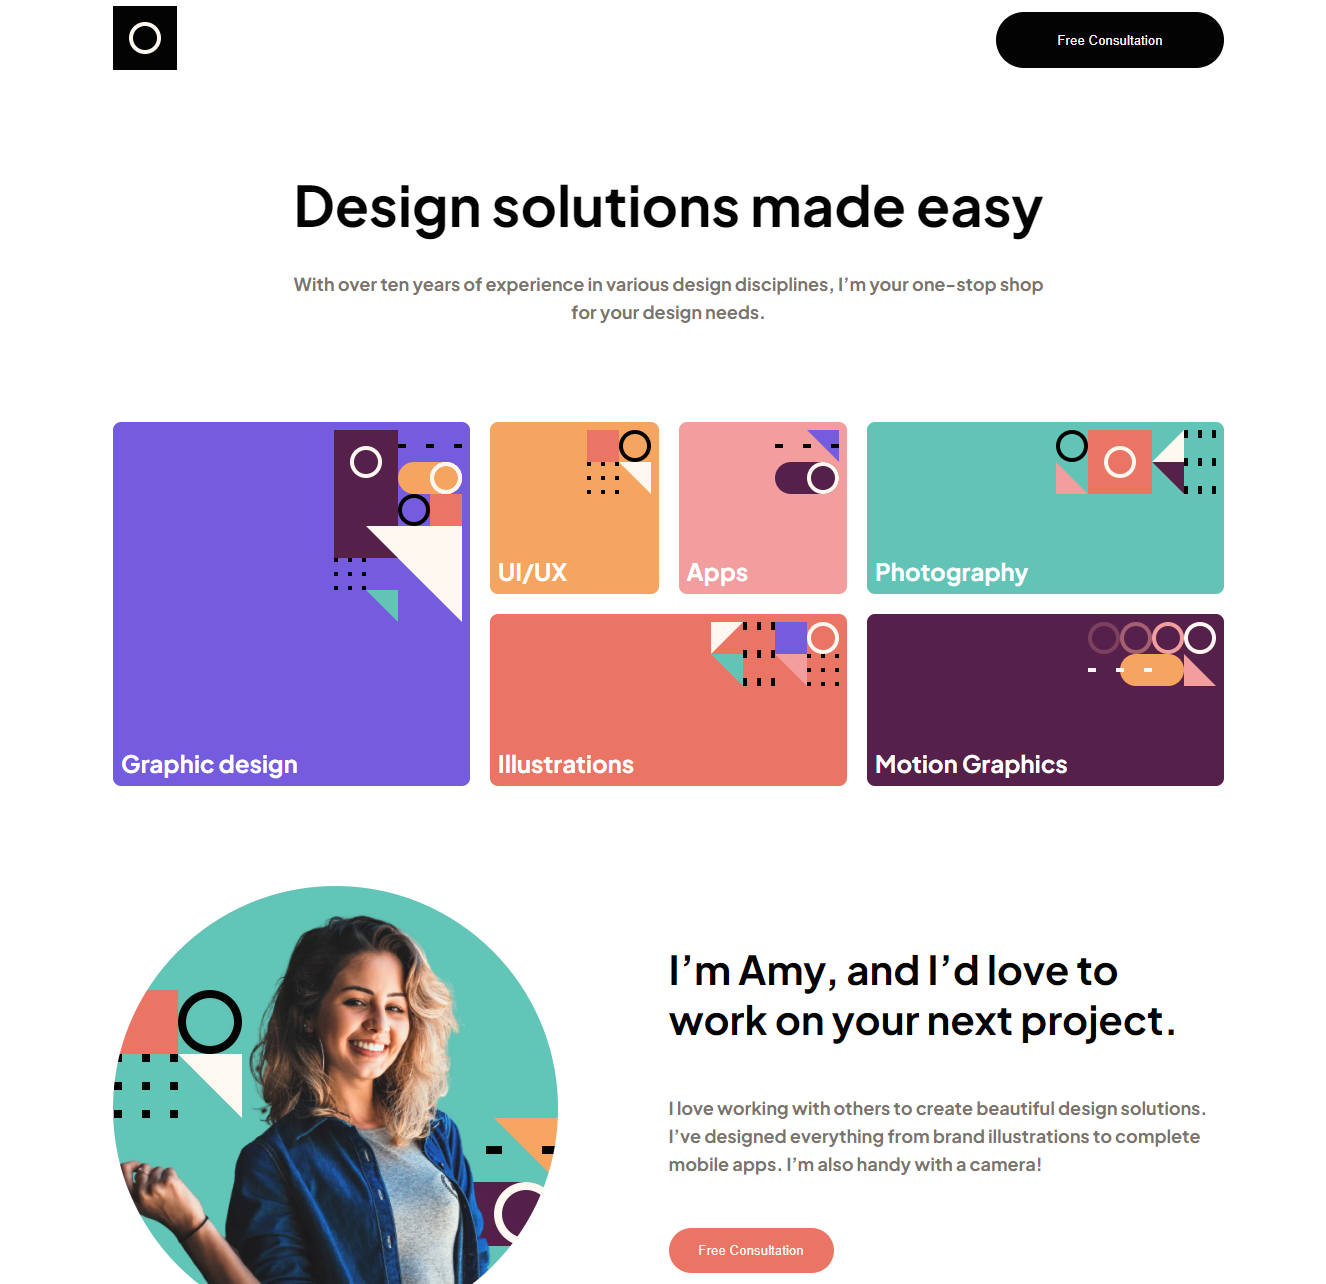 Free Consultation
Design solutions made easy
With over ten years of experience in various design disciplines, I’m your one-stop shop
for your design needs.
Graphic design
UI/UX
Apps
Photography
Illustrations
Motion Graphics
I’m Amy, and I’d love to
work on your next project.
I love working with others to create beautiful design solutions.
I’ve designed everything from brand illustrations to complete
mobile apps. I’m also handy with a camera!
Free Consultation